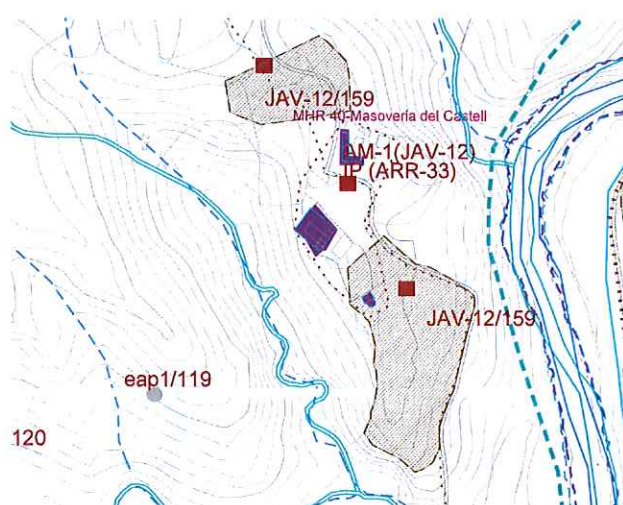 JAV-12/159
MHR 40-Masovería del Castell
AM-1(JAV-12)
IP (ARR-33)
JAV-12/159
eap1/119
120